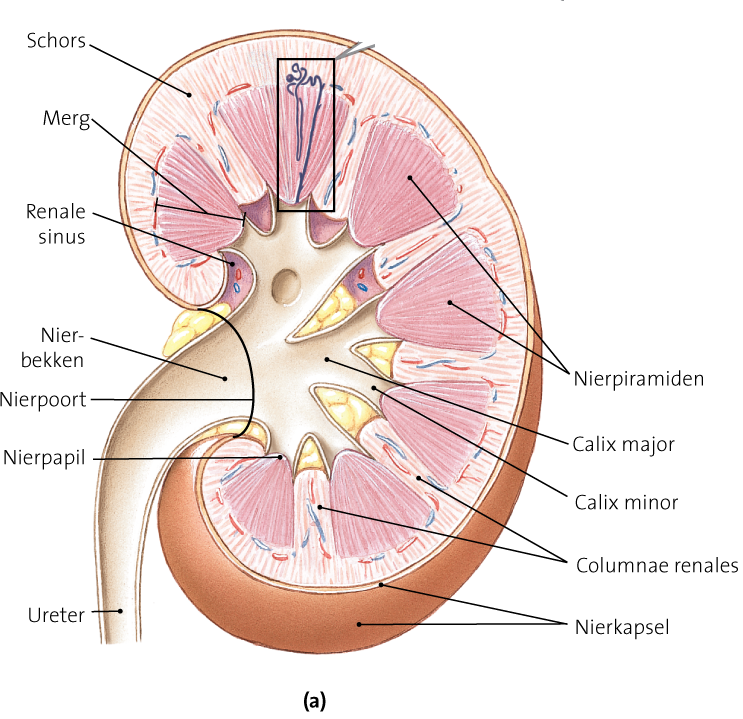 Schors
Merg
Renale
sinus
Nier-
bekken
Nierpoort
Nierpapil
Ureter
Nierpiramiden
Calix major
Calix minor
Columnae renales
Nierkapsel
(a)